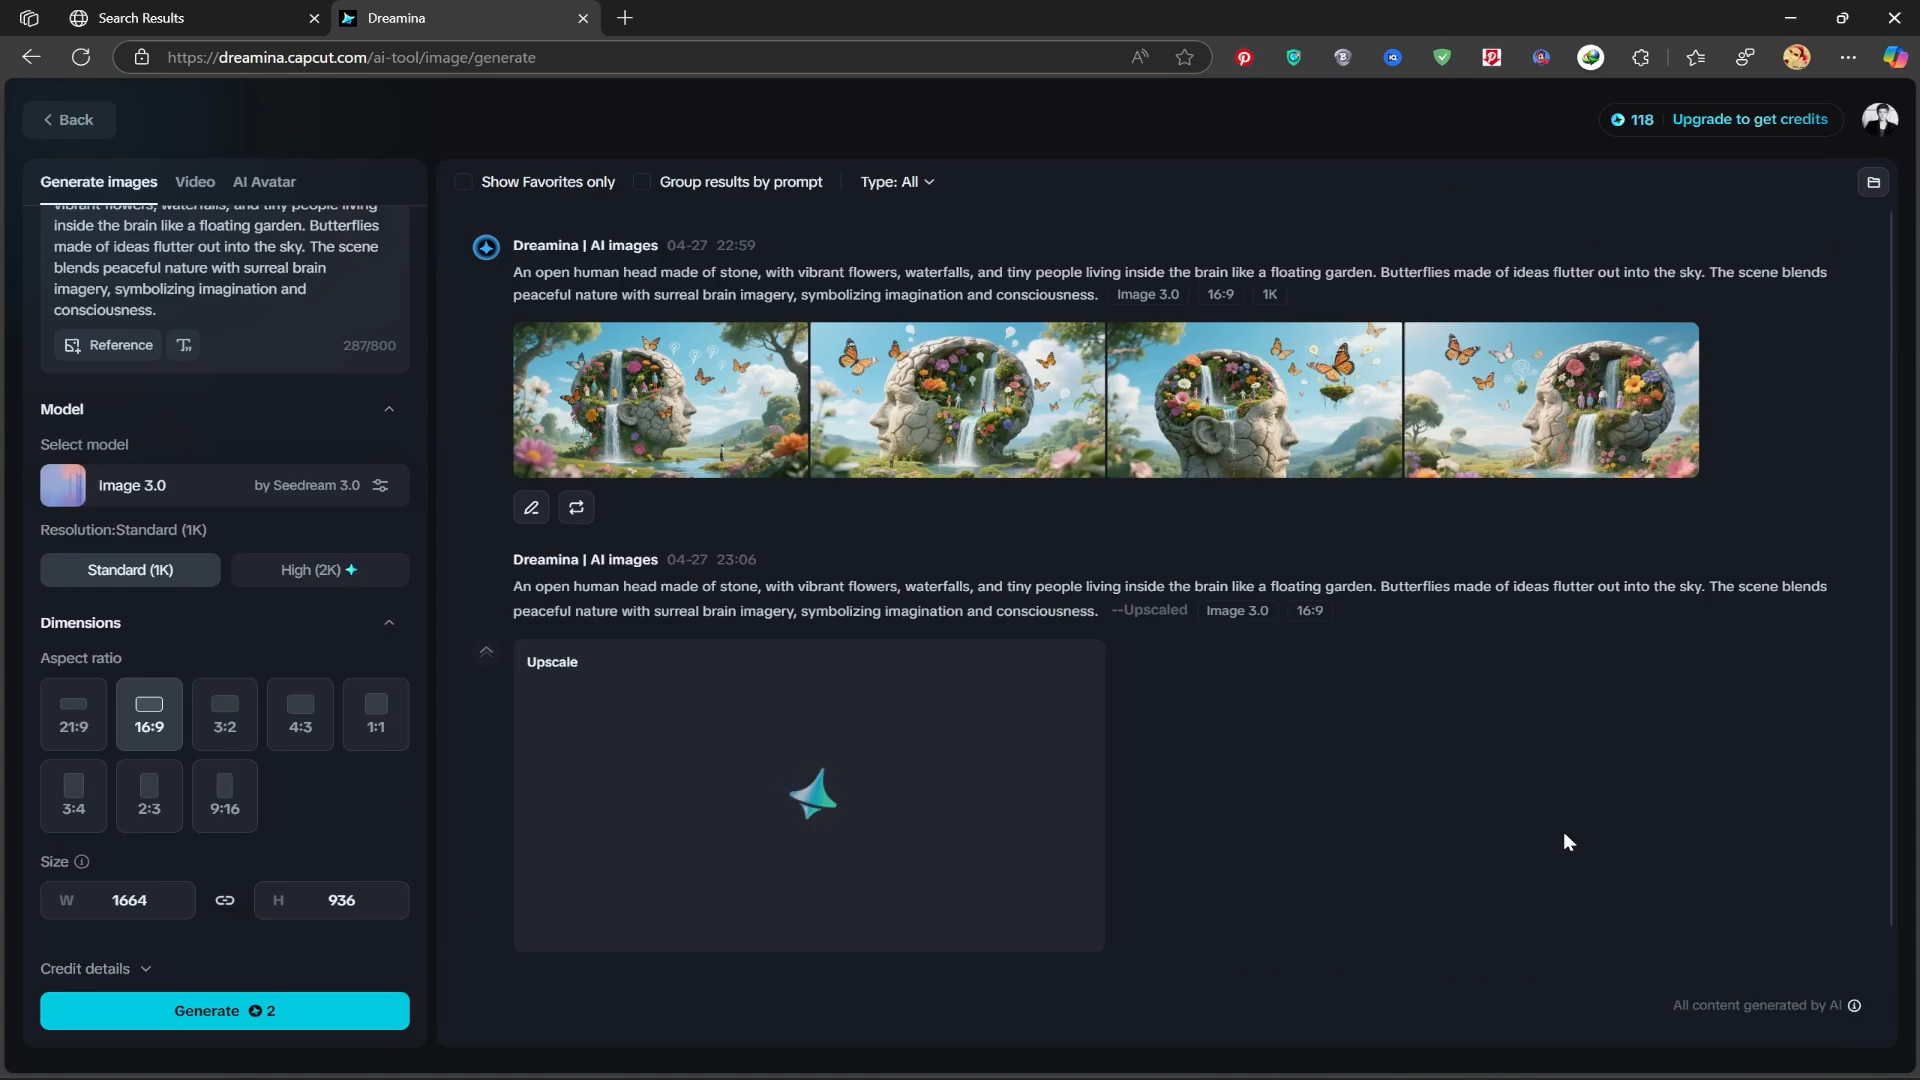 Search Results
Dreamina
https://dreamina.capcut.com/ai-tool/image/generate
Back
118 Upgrade to get credits
Generate images Video AI Avatar
vibrant flowers, waterfalls, and tiny people living
inside the brain like a floating garden. Butterflies
made of ideas flutter out into the sky. The scene
blends peaceful nature with surreal brain
imagery, symbolizing imagination and
consciousness.
Reference
287/800
Model
Select model
Image 3.0 by Seedream 3.0
Resolution:Standard (1K)
Standard (1K) High (2K)
Dimensions
Aspect ratio
21:9 16:9 3:2 4:3 1:1
3:4 2:3 9:16
Size
W 1664 H 936
Credit details
Generate 2
Show Favorites only Group results by prompt Type: All
Dreamina | AI images 04-27 22:59
An open human head made of stone, with vibrant flowers, waterfalls, and tiny people living inside the brain like a floating garden. Butterflies made of ideas flutter out into the sky. The scene blends
peaceful nature with surreal brain imagery, symbolizing imagination and consciousness. Image 3.0 16:9 1K
Dreamina | AI images 04-27 23:06
An open human head made of stone, with vibrant flowers, waterfalls, and tiny people living inside the brain like a floating garden. Butterflies made of ideas flutter out into the sky. The scene blends
peaceful nature with surreal brain imagery, symbolizing imagination and consciousness. --Upscaled Image 3.0 16:9
Upscale
All content generated by AI